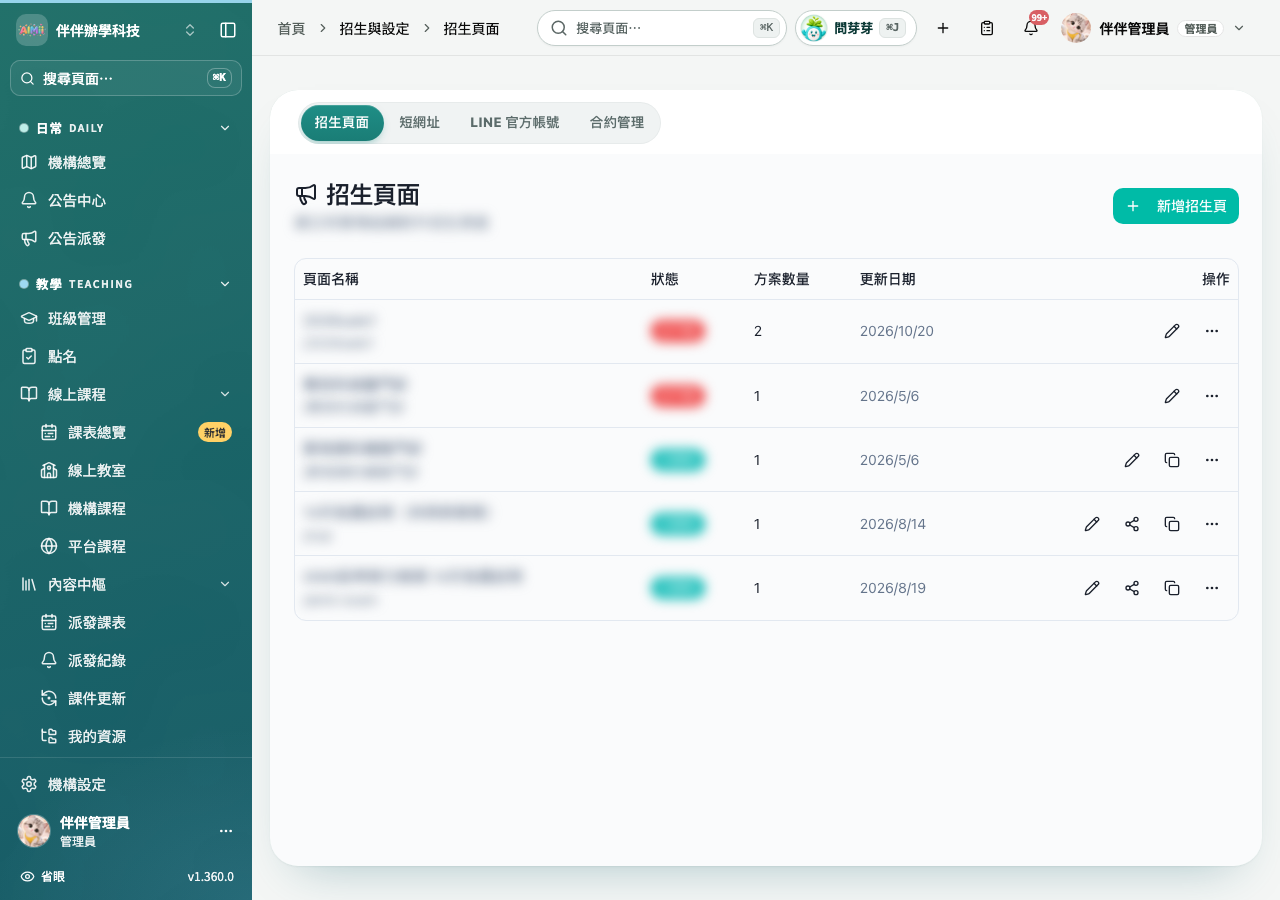 伴伴辦學科技
搜尋頁面… ⌘K
日常 DAILY
機構總覽
公告中心
公告派發
教學 TEACHING
班級管理
點名
線上課程
課表總覽 新增
線上教室
機構課程
平台課程
內容中樞
派發課表
派發紀錄
課件更新
我的資源
機構設定
伴伴管理員
管理員
省眼 v1.360.0
首頁 招生與設定 招生頁面 搜尋頁面… ⌘K 問芽芽 ⌘J 99+ 伴伴管理員 管理員
招生頁面 短網址 LINE 官方帳號 合約管理
招生頁面
新增招生頁
頁面名稱 狀態 方案數量 更新日期 操作
2 2026/10/20
1 2026/5/6
1 2026/5/6
1 2026/8/14
1 2026/8/19